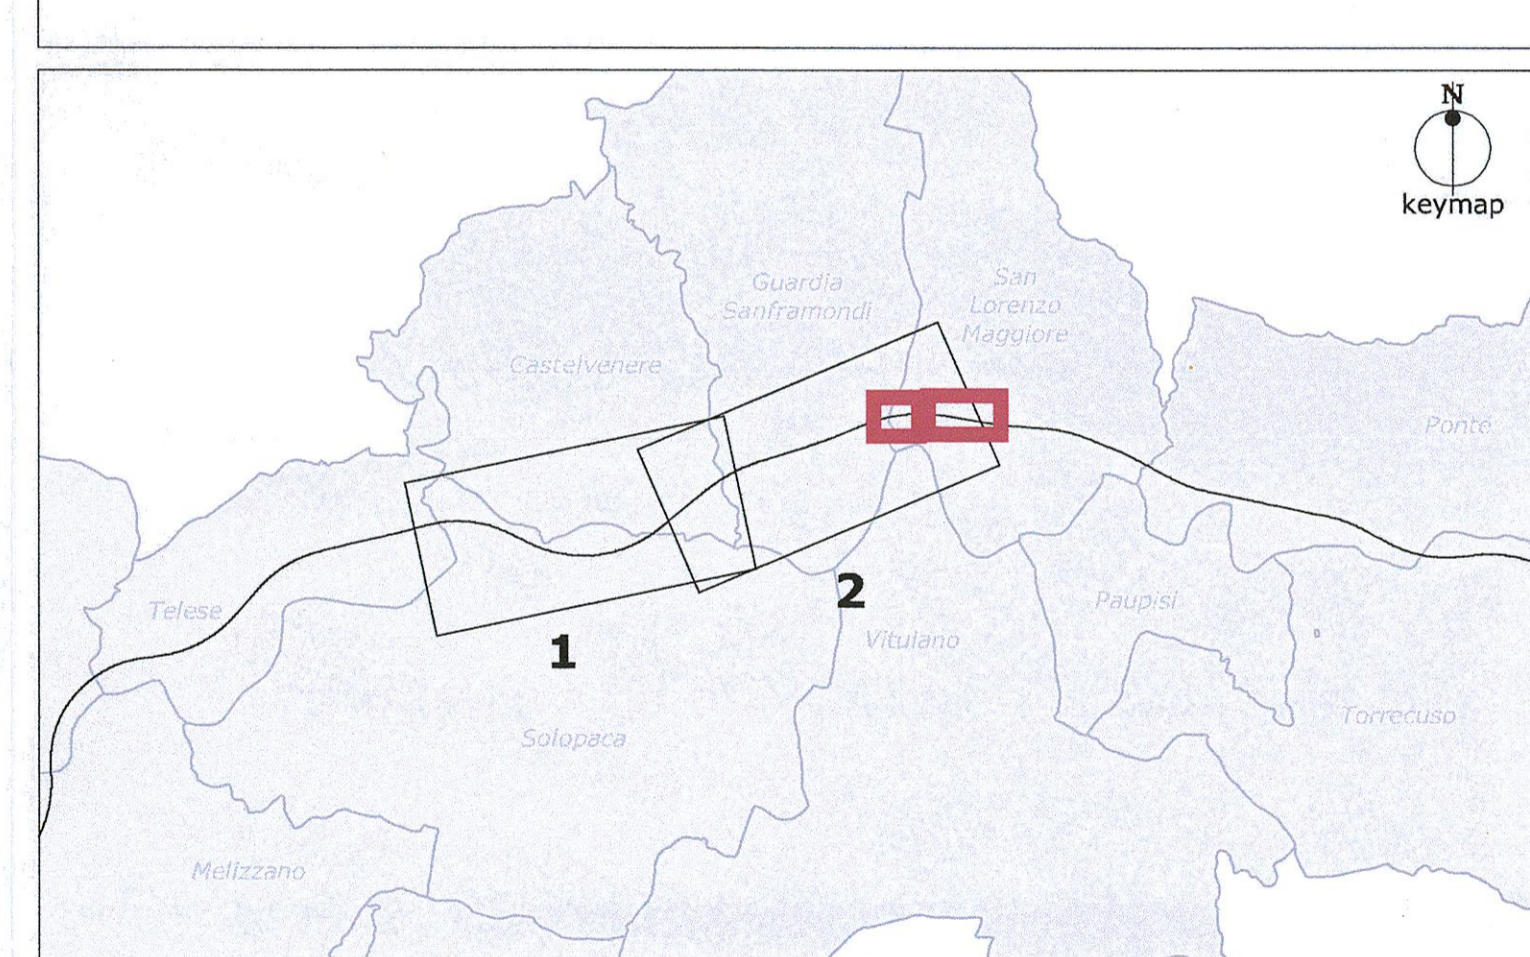 N
keymap
Guardia
Sanframondi
San
Lorenzo
Maggiore
Castelvenere
Ponte
2
Telese
Paupisi
1
Vitulano
Solopaca
Torrecuso
Melizzano